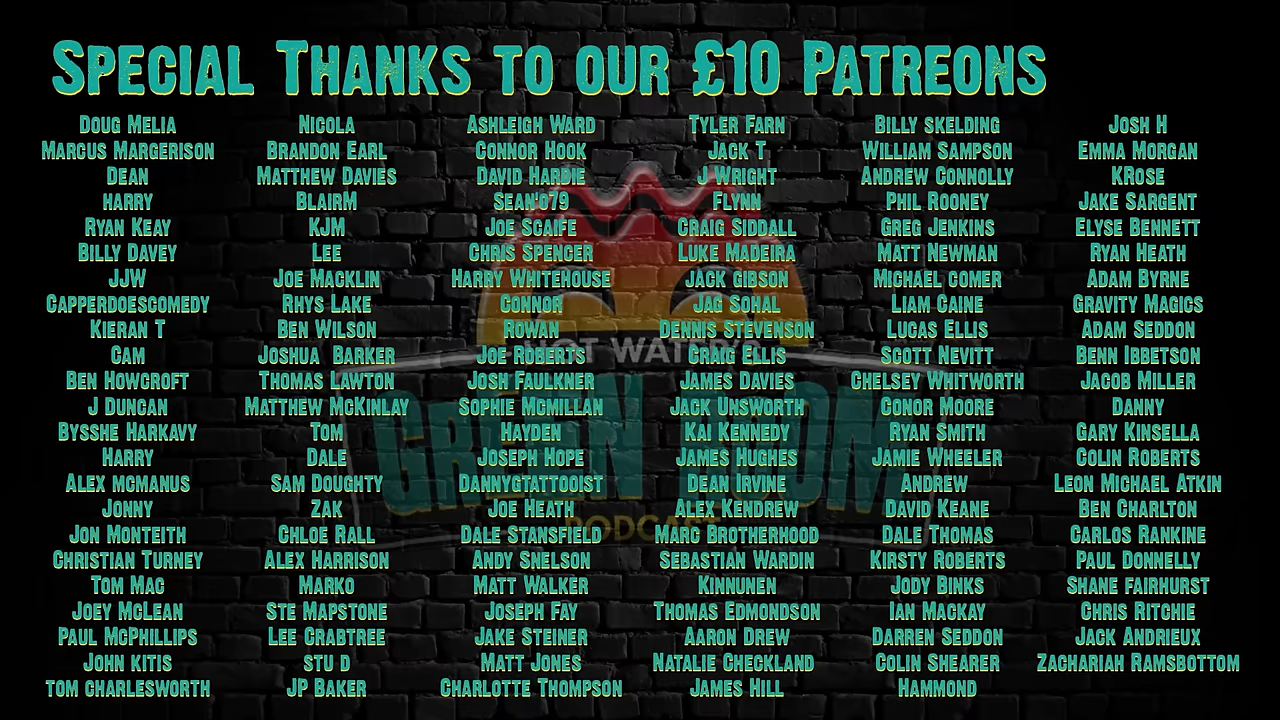 Special Thanks to our £10 Patreons
Doug Melia
Marcus Margerison
Dean
harry
Ryan Keay
Billy Davey
JJW
Capperdoescomedy
Kieran T
Cam
Ben Howcroft
J Duncan
Bysshe Harkavy
Harry
Alex mcmanus
Jonny
Jon Monteith
Christian Turney
Tom Mac
Joey McLean
Paul McPhillips
John kitis
tom charlesworth
Nicola
Brandon Earl
Matthew Davies
BlairM
KJM
Lee
Joe Macklin
Rhys Lake
Ben Wilson
Joshua Barker
Thomas Lawton
Matthew McKinlay
Tom
Dale
Sam Doughty
Zak
Chloe Rall
Alex Harrison
Marko
Ste Mapstone
Lee Crabtree
stu d
JP Baker
Ashleigh Ward
Connor Hook
David Hardie
Sean'o79
Joe Scaife
Chris Spencer
Harry Whitehouse
Connor
Rowan
Joe Roberts
Josh Faulkner
Sophie Mcmillan
Hayden
Joseph Hope
Dannygtattooist
Joe Heath
Dale Stansfield
Andy Snelson
Matt Walker
Joseph Fay
Jake Steiner
Matt Jones
Charlotte Thompson
Tyler Farn
Jack T
J Wright
Flynn
Craig Siddall
Luke Madeira
Jack gibson
Jag Sohal
Dennis Stevenson
Craig Ellis
James Davies
Jack Unsworth
Kai Kennedy
James Hughes
Dean Irvine
Alex Kendrew
Marc Brotherhood
Sebastian Wardin
Kinnunen
Thomas Edmondson
Aaron Drew
Natalie Checkland
James Hill
Billy skelding
William Sampson
Andrew Connolly
Phil Rooney
Greg Jenkins
Matt Newman
Michael comer
Liam Caine
Lucas Ellis
Scott Nevitt
Chelsey Whitworth
Conor Moore
Ryan Smith
Jamie Wheeler
Andrew
David Keane
Dale Thomas
Kirsty Roberts
Jody Binks
Ian Mackay
Darren Seddon
Colin Shearer
Hammond
Josh H
Emma Morgan
KRose
Jake Sargent
Elyse Bennett
Ryan Heath
Adam Byrne
Gravity Magics
Adam Seddon
Benn Ibbetson
Jacob Miller
Danny
Gary Kinsella
Colin Roberts
Leon Michael Atkin
Ben Charlton
Carlos Rankine
Paul Donnelly
Shane fairhurst
Chris Ritchie
Jack Andrieux
Zachariah Ramsbottom
HOT WATER'S
GREEN ROOM
PODCAST